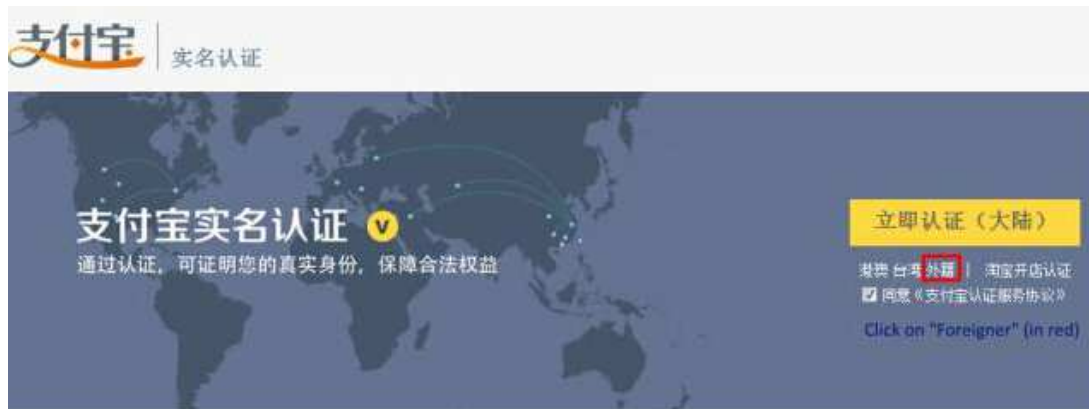 支付宝 实名认证
支付宝实名认证 V
通过认证，可证明您的真实身份，保障合法权益
立即认证（大陆）
港澳 台湾 外籍 | 淘宝开店认证
同意《支付宝认证服务协议》
Click on "Foreigner" (in red)